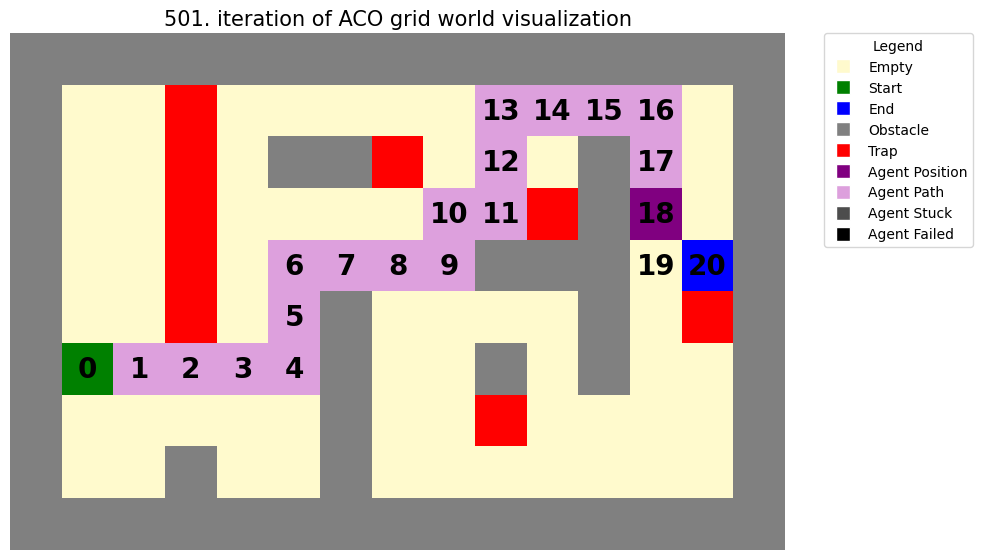 501. iteration of ACO grid world visualization
13 14 15 16
12 17
10 11 18
6 7 8 9 19 20
5
0 1 2 3 4
Legend
Empty
Start
End
Obstacle
Trap
Agent Position
Agent Path
Agent Stuck
Agent Failed